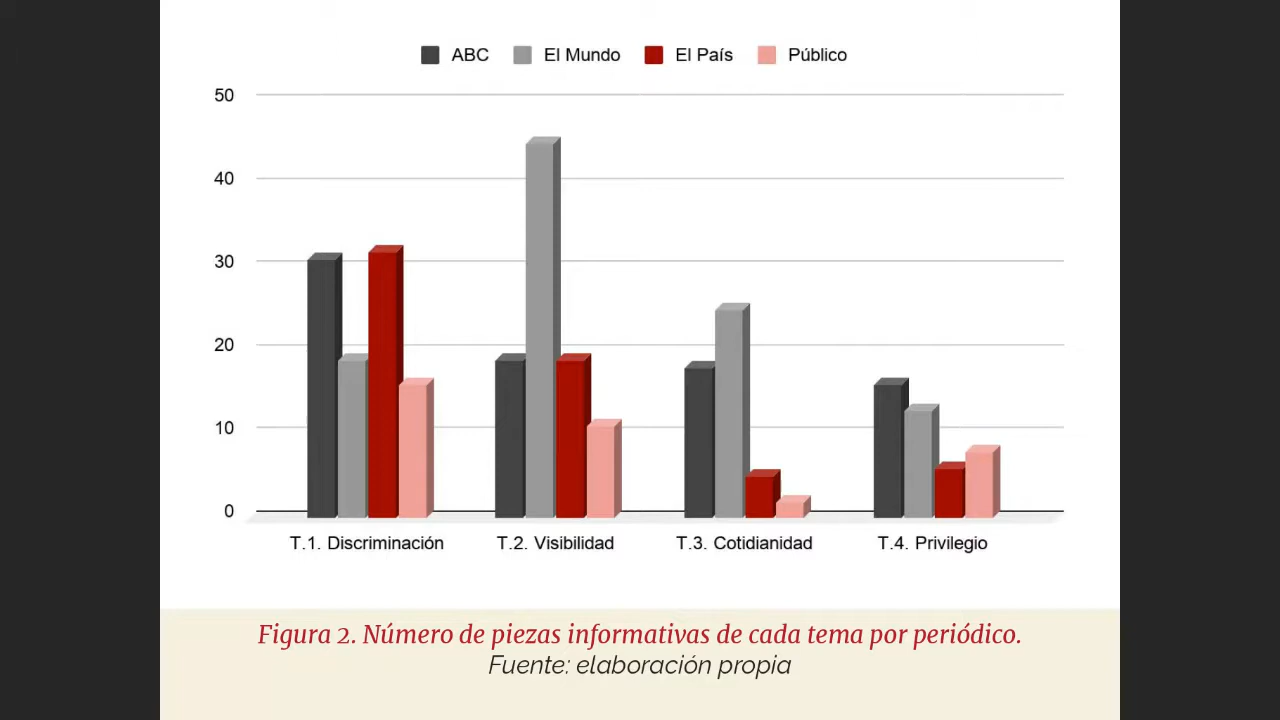 ABC El Mundo El País Público
50
40
30
20
10
0
T.1. Discriminación T.2. Visibilidad T.3. Cotidianidad T.4. Privilegio
Figura 2. Número de piezas informativas de cada tema por periódico.
Fuente: elaboración propia